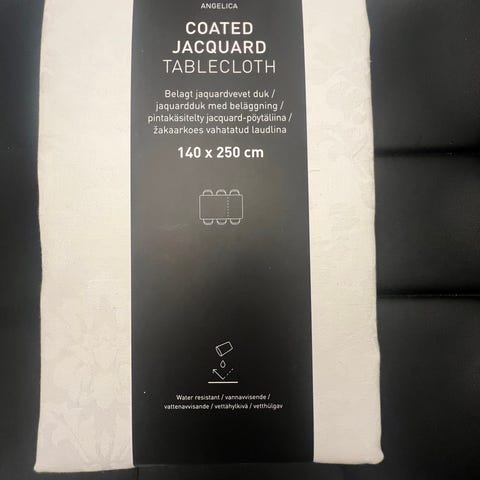 ANGELICA
COATED
JACQUARD
TABLECLOTH
Belagt jaquardvevet duk /
jaquardduk med beläggning /
pintakäsitelty jacquard-pöytäliina /
žakaarkoes vahatatud laudlina
140 x 250 cm
Water resistant / vannavvisende /
vattenavvisande / vettähylkivä / vetthülgav